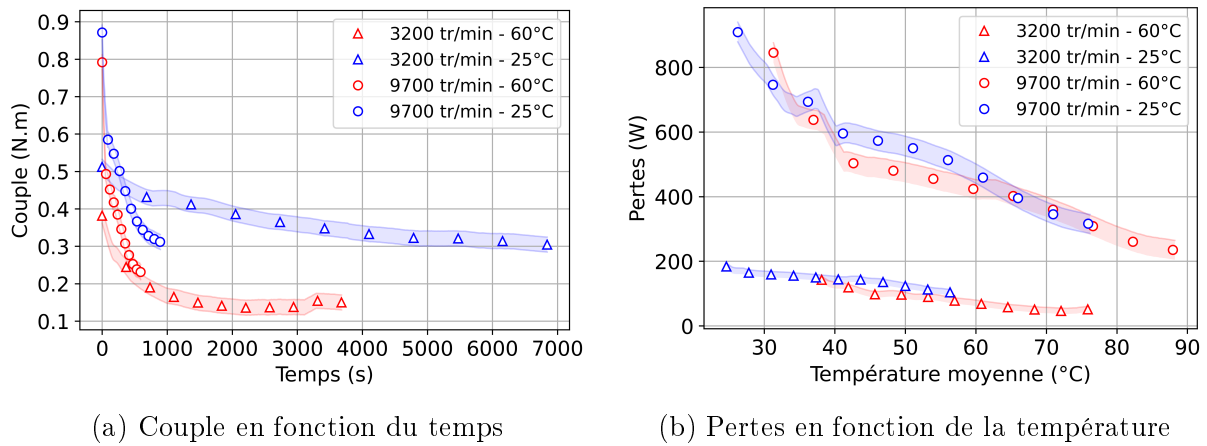 0.9
0.8
0.7
0.6
0.5
0.4
0.3
0.2
0.1
Couple (N.m)
3200 tr/min - 60°C
3200 tr/min - 25°C
9700 tr/min - 60°C
9700 tr/min - 25°C
0 1000 2000 3000 4000 5000 6000 7000
Temps (s)
(a) Couple en fonction du temps
800
600
400
200
0
Pertes (W)
3200 tr/min - 60°C
3200 tr/min - 25°C
9700 tr/min - 60°C
9700 tr/min - 25°C
30 40 50 60 70 80 90
Température moyenne (°C)
(b) Pertes en fonction de la température